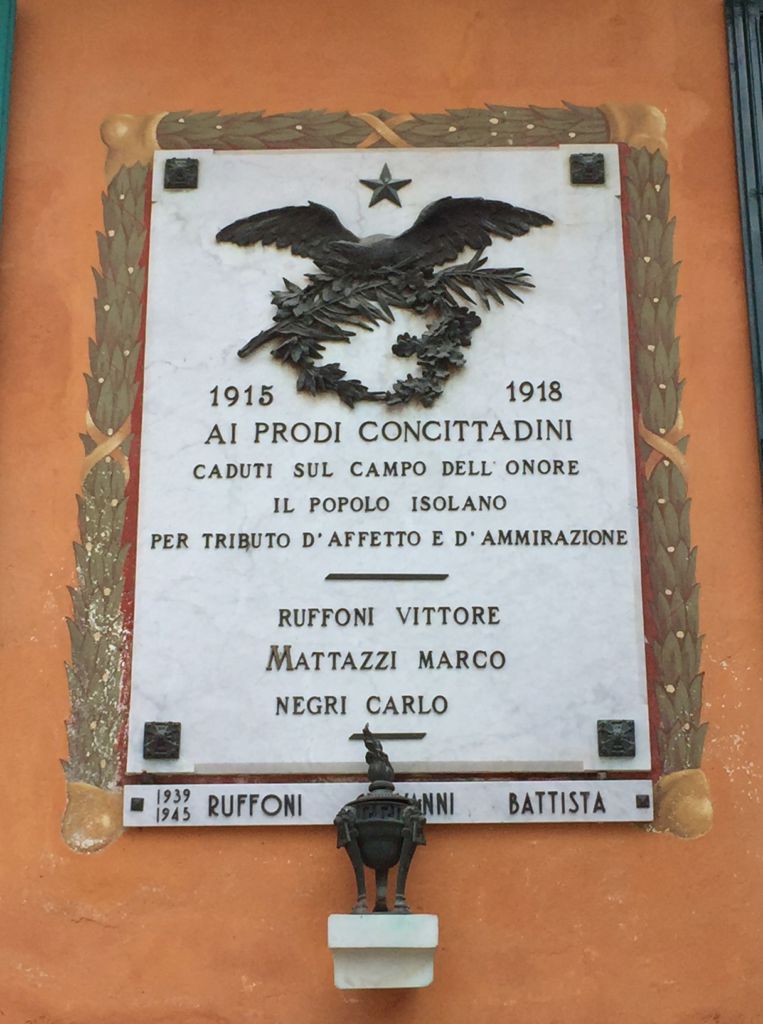 1915 1918
AI PRODI CONCITTADINI
CADUTI SUL CAMPO DELL' ONORE
IL POPOLO ISOLANO
PER TRIBUTO D'AFFETTO E D'AMMIRAZIONE
RUFFONI VITTORE
MATTAZZI MARCO
NEGRI CARLO
1939
1945
RUFFONI BATTISTA